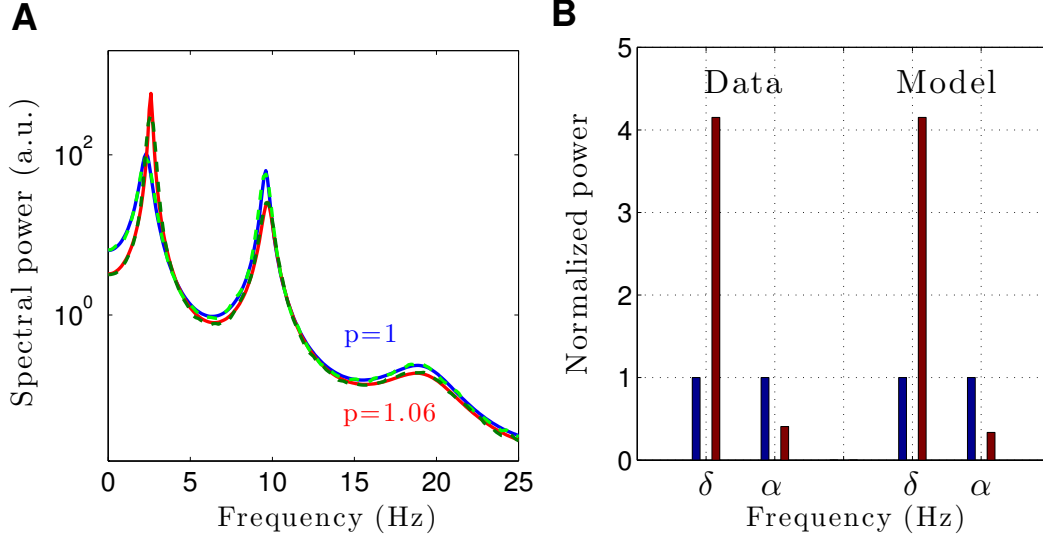 A
B
Spectral power (a.u.)
10^2
10^0
p=1
p=1.06
0
5
10
15
20
25
Frequency (Hz)
Normalized power
5
4
3
2
1
0
Data
Model
δ
α
δ
α
Frequency (Hz)